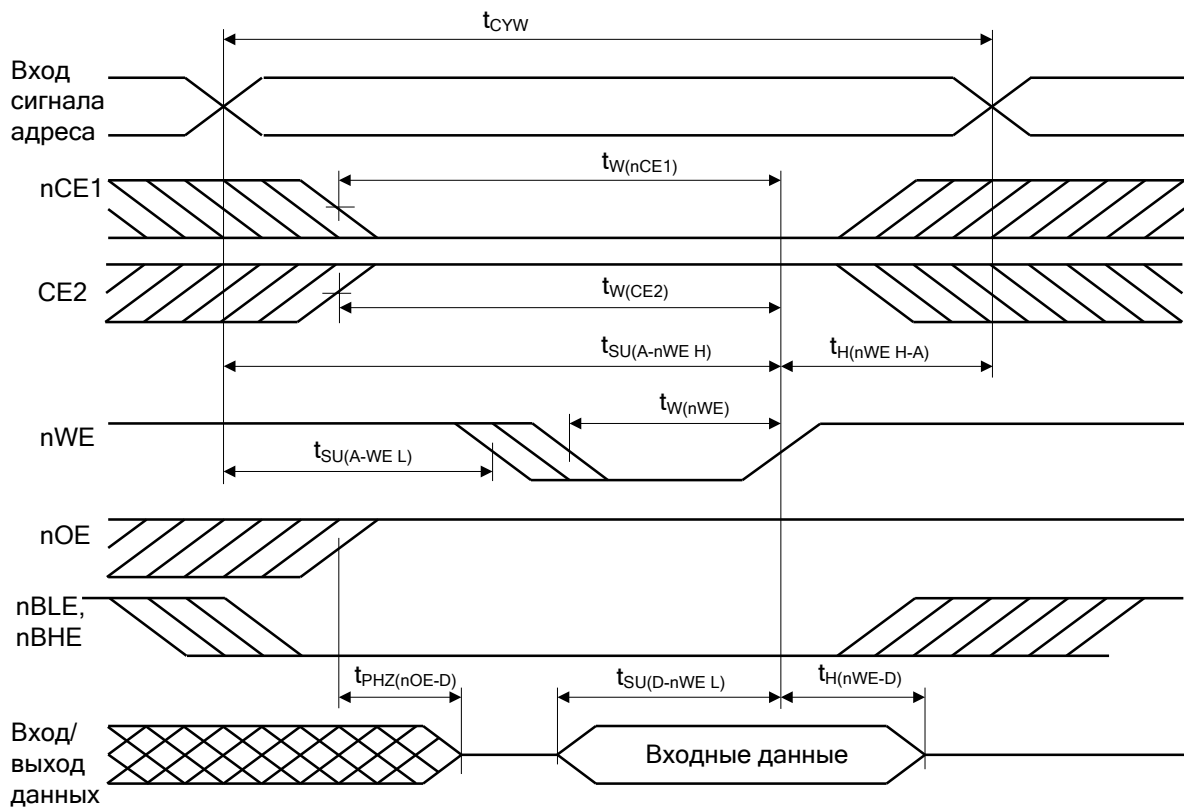 tCYW
Вход
сигнала
адреса
nCE1
tW(nCE1)
CE2
tW(CE2)
tSU(A-nWE H)
tH(nWE H-A)
tW(nWE)
nWE
tSU(A-WE L)
nOE
nBLE,
nBHE
tPHZ(nOE-D)
tSU(D-nWE L)
tH(nWE-D)
Вход/
выход
данных
Входные данные